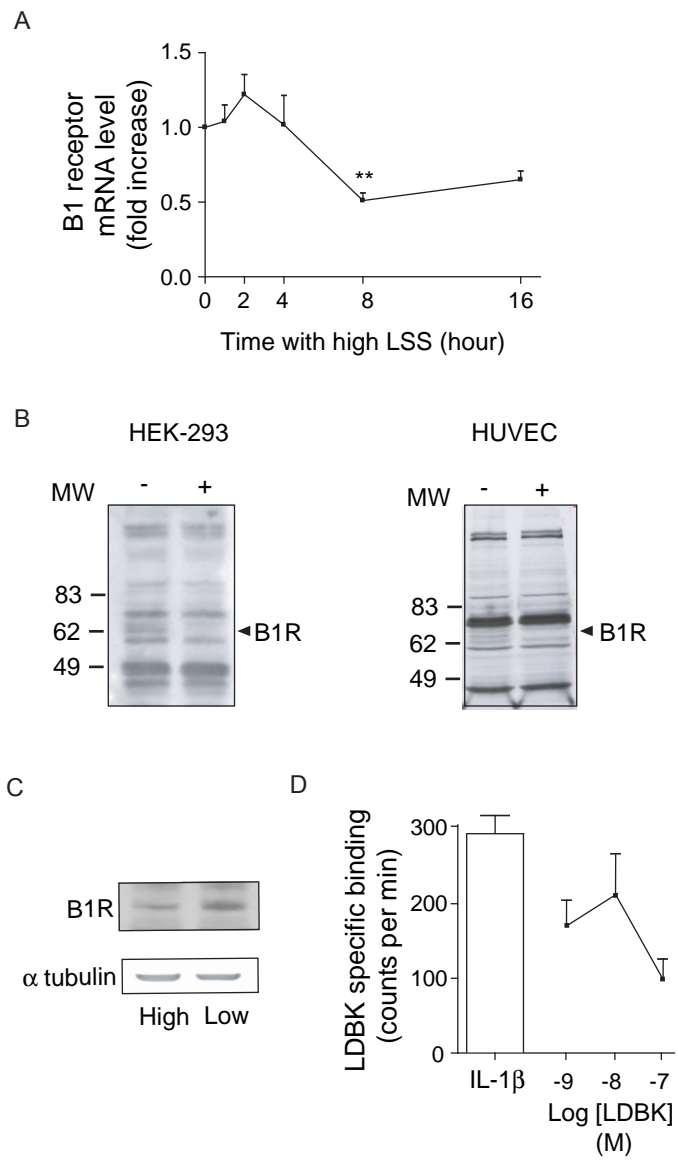 A
B1 receptor
mRNA level
(fold increase)
1.5
1.0
0.5
0.0
**
0 2 4 8 16
Time with high LSS (hour)
B
HEK-293
MW - +
83
62
49
B1R
HUVEC
MW - +
83
62
49
B1R
C
B1R
α tubulin
High Low
D
LDBK specific binding
(counts per min)
300
200
100
0
IL-1β -9 -8 -7
Log [LDBK]
(M)